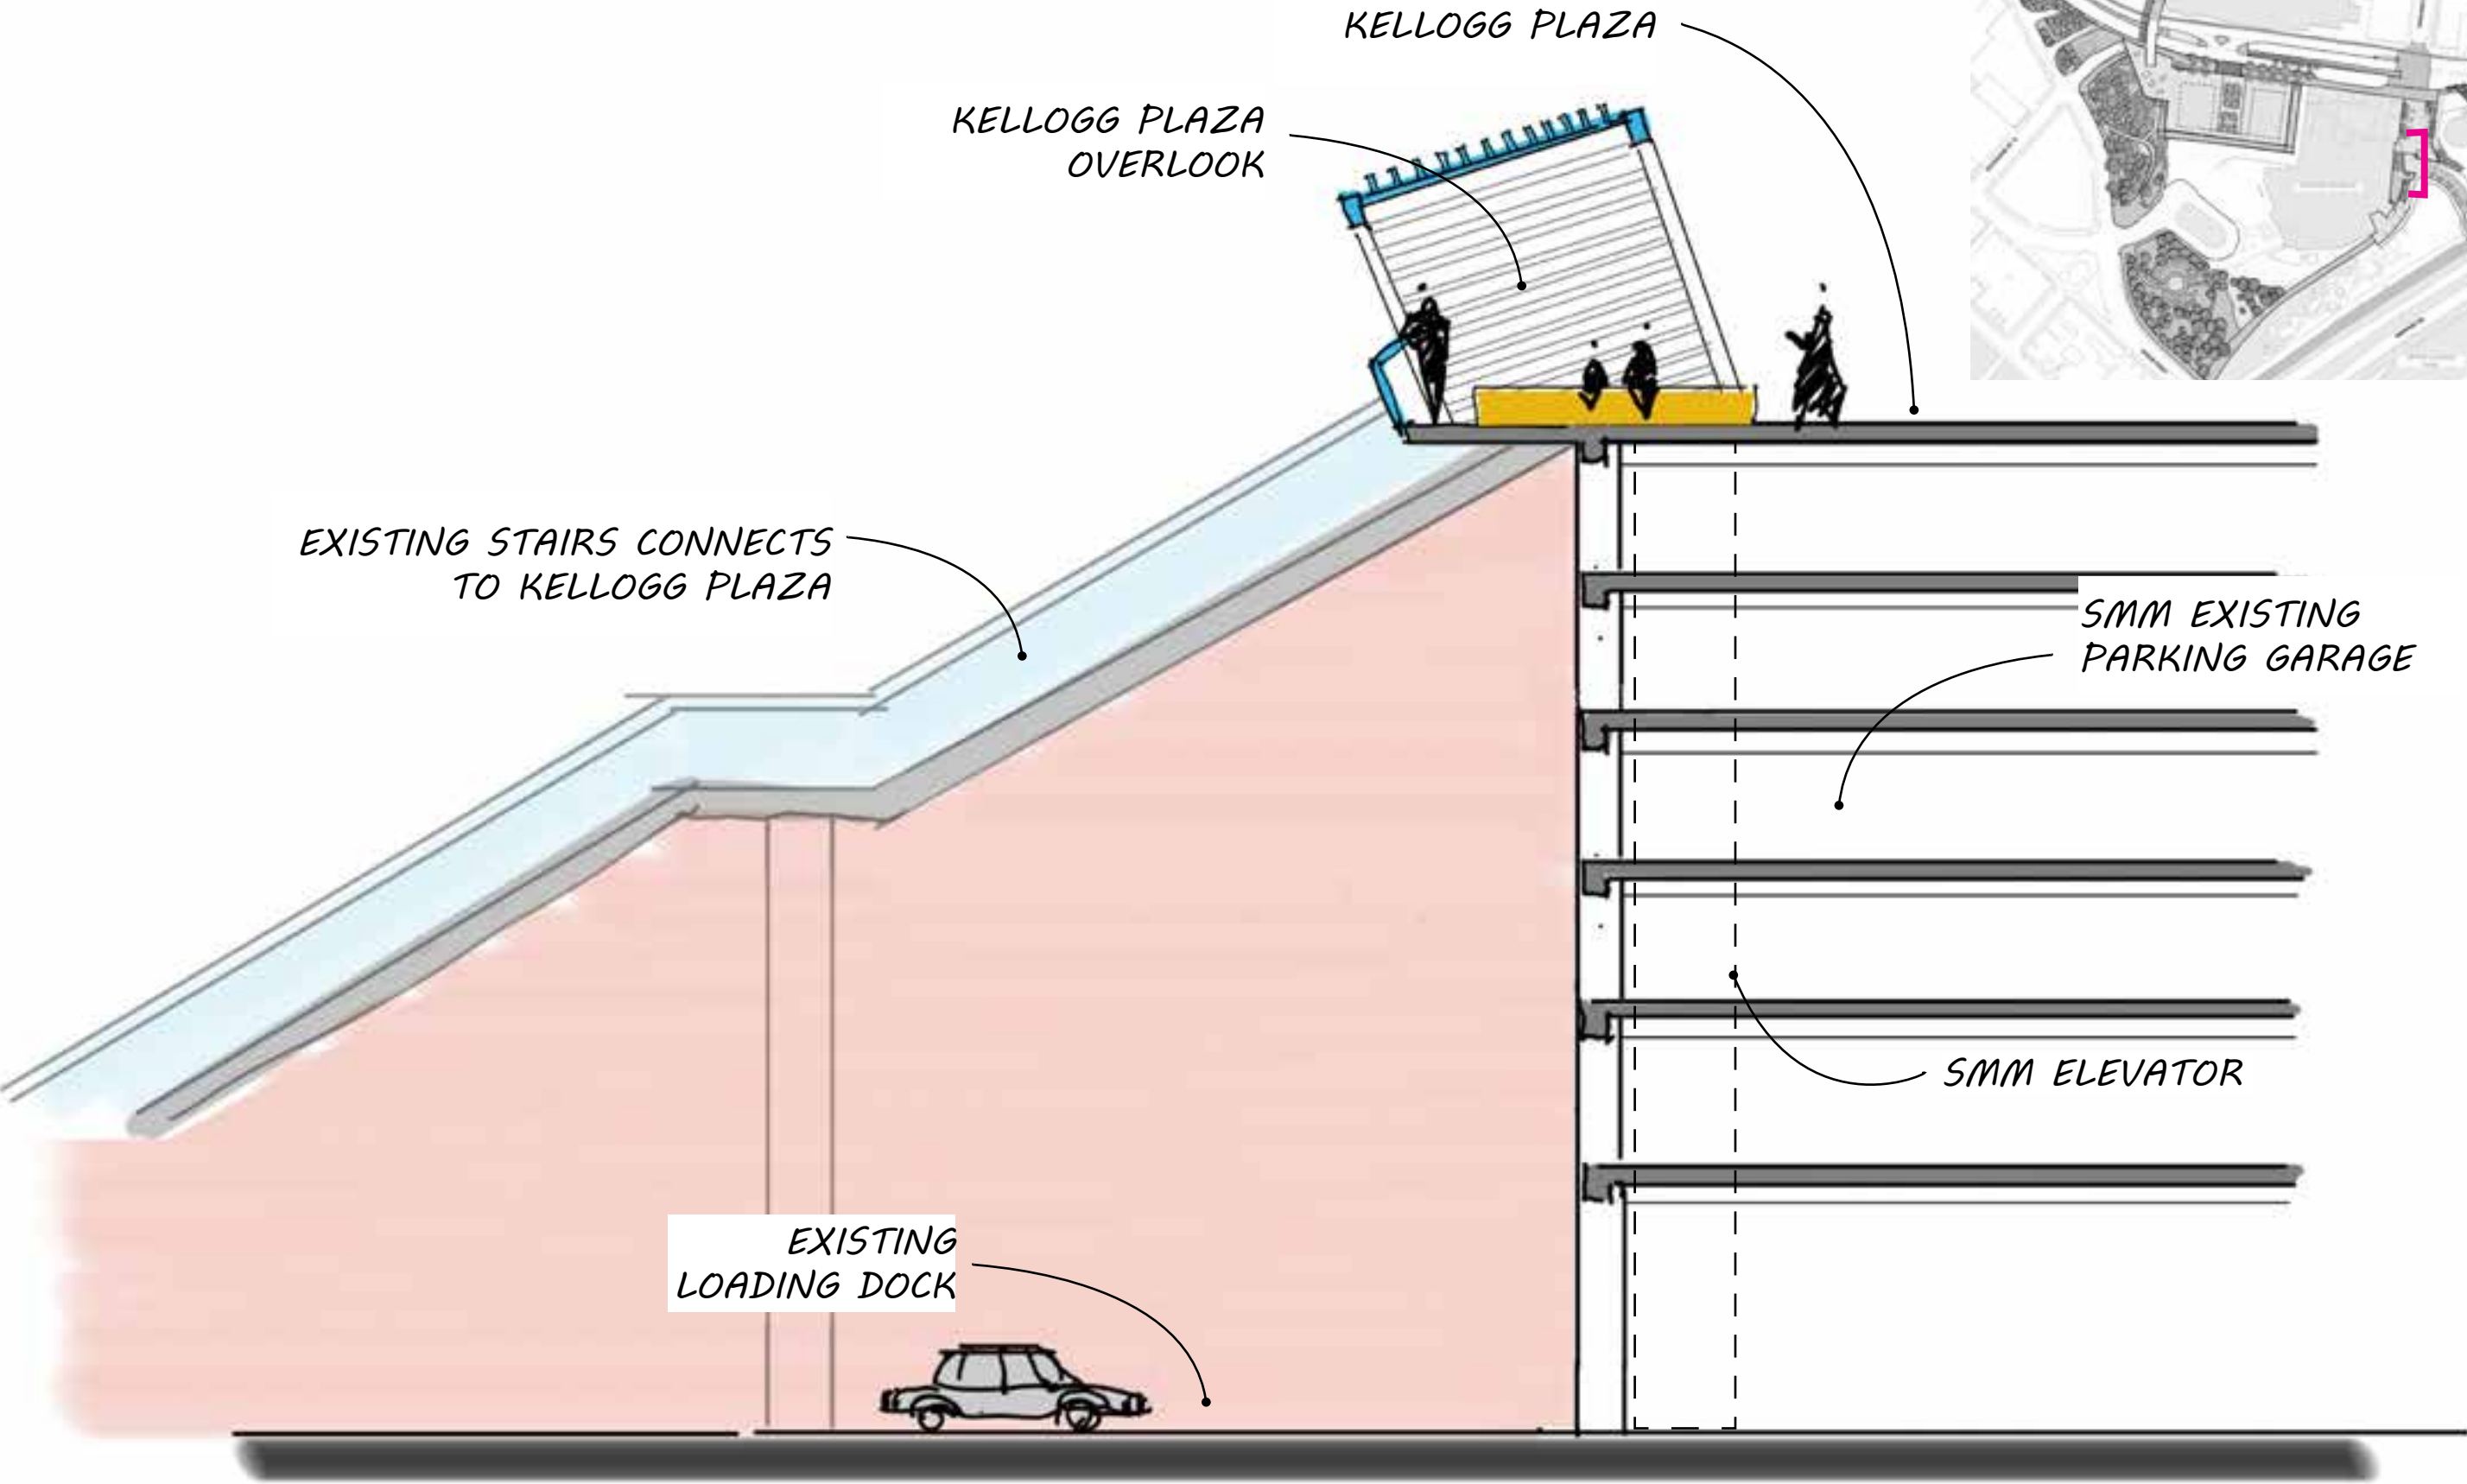 KELLOGG PLAZA
KELLOGG PLAZA
OVERLOOK
EXISTING STAIRS CONNECTS
TO KELLOGG PLAZA
SMM EXISTING
PARKING GARAGE
SMM ELEVATOR
EXISTING
LOADING DOCK